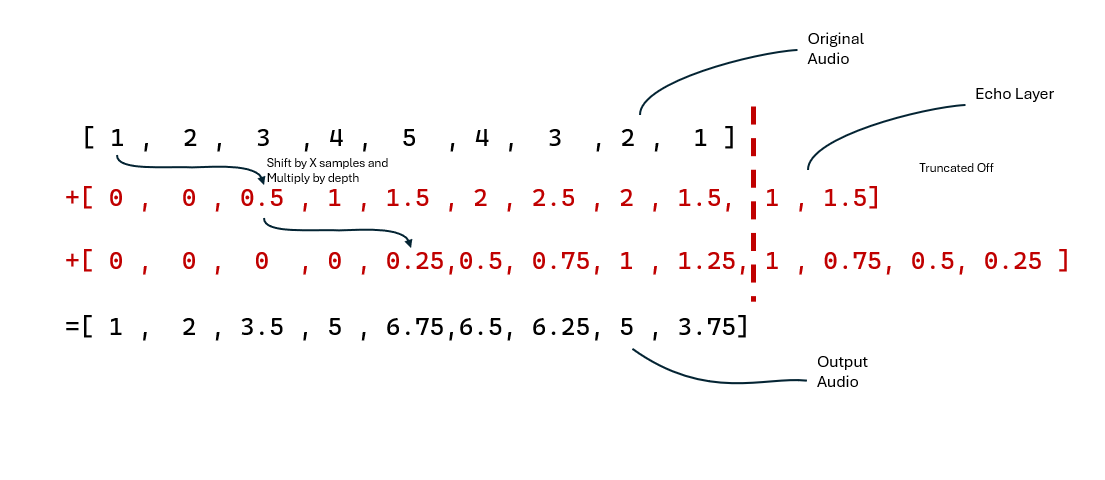 Original
Audio
Echo Layer
[ 1 , 2 , 3 , 4 , 5 , 4 , 3 , 2 , 1 ]
Shift by X samples and
Multiply by depth
Truncated Off
+[ 0 , 0 , 0.5 , 1 , 1.5 , 2 , 2.5 , 2 , 1.5, 1 , 1.5]
+[ 0 , 0 , 0 , 0 , 0.25,0.5, 0.75, 1 , 1.25, 1 , 0.75, 0.5, 0.25 ]
=[ 1 , 2 , 3.5 , 5 , 6.75,6.5, 6.25, 5 , 3.75]
Output
Audio